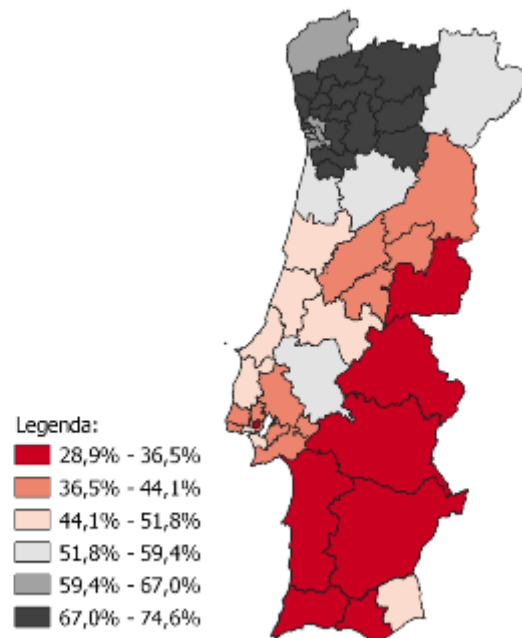 Legenda:
28,9% - 36,5%
36,5% - 44,1%
44,1% - 51,8%
51,8% - 59,4%
59,4% - 67,0%
67,0% - 74,6%